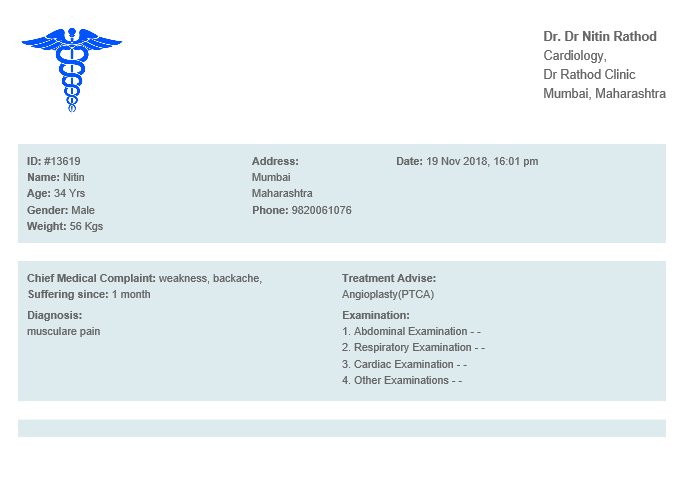 Dr. Dr Nitin Rathod
Cardiology,
Dr Rathod Clinic
Mumbai, Maharashtra
ID: #13619
Name: Nitin
Age: 34 Yrs
Gender: Male
Weight: 56 Kgs
Address:
Mumbai
Maharashtra
Phone: 9820061076
Date: 19 Nov 2018, 16:01 pm
Chief Medical Complaint: weakness, backache,
Suffering since: 1 month
Diagnosis:
musculare pain
Treatment Advise:
Angioplasty(PTCA)
Examination:
1. Abdominal Examination - -
2. Respiratory Examination - -
3. Cardiac Examination - -
4. Other Examinations - -